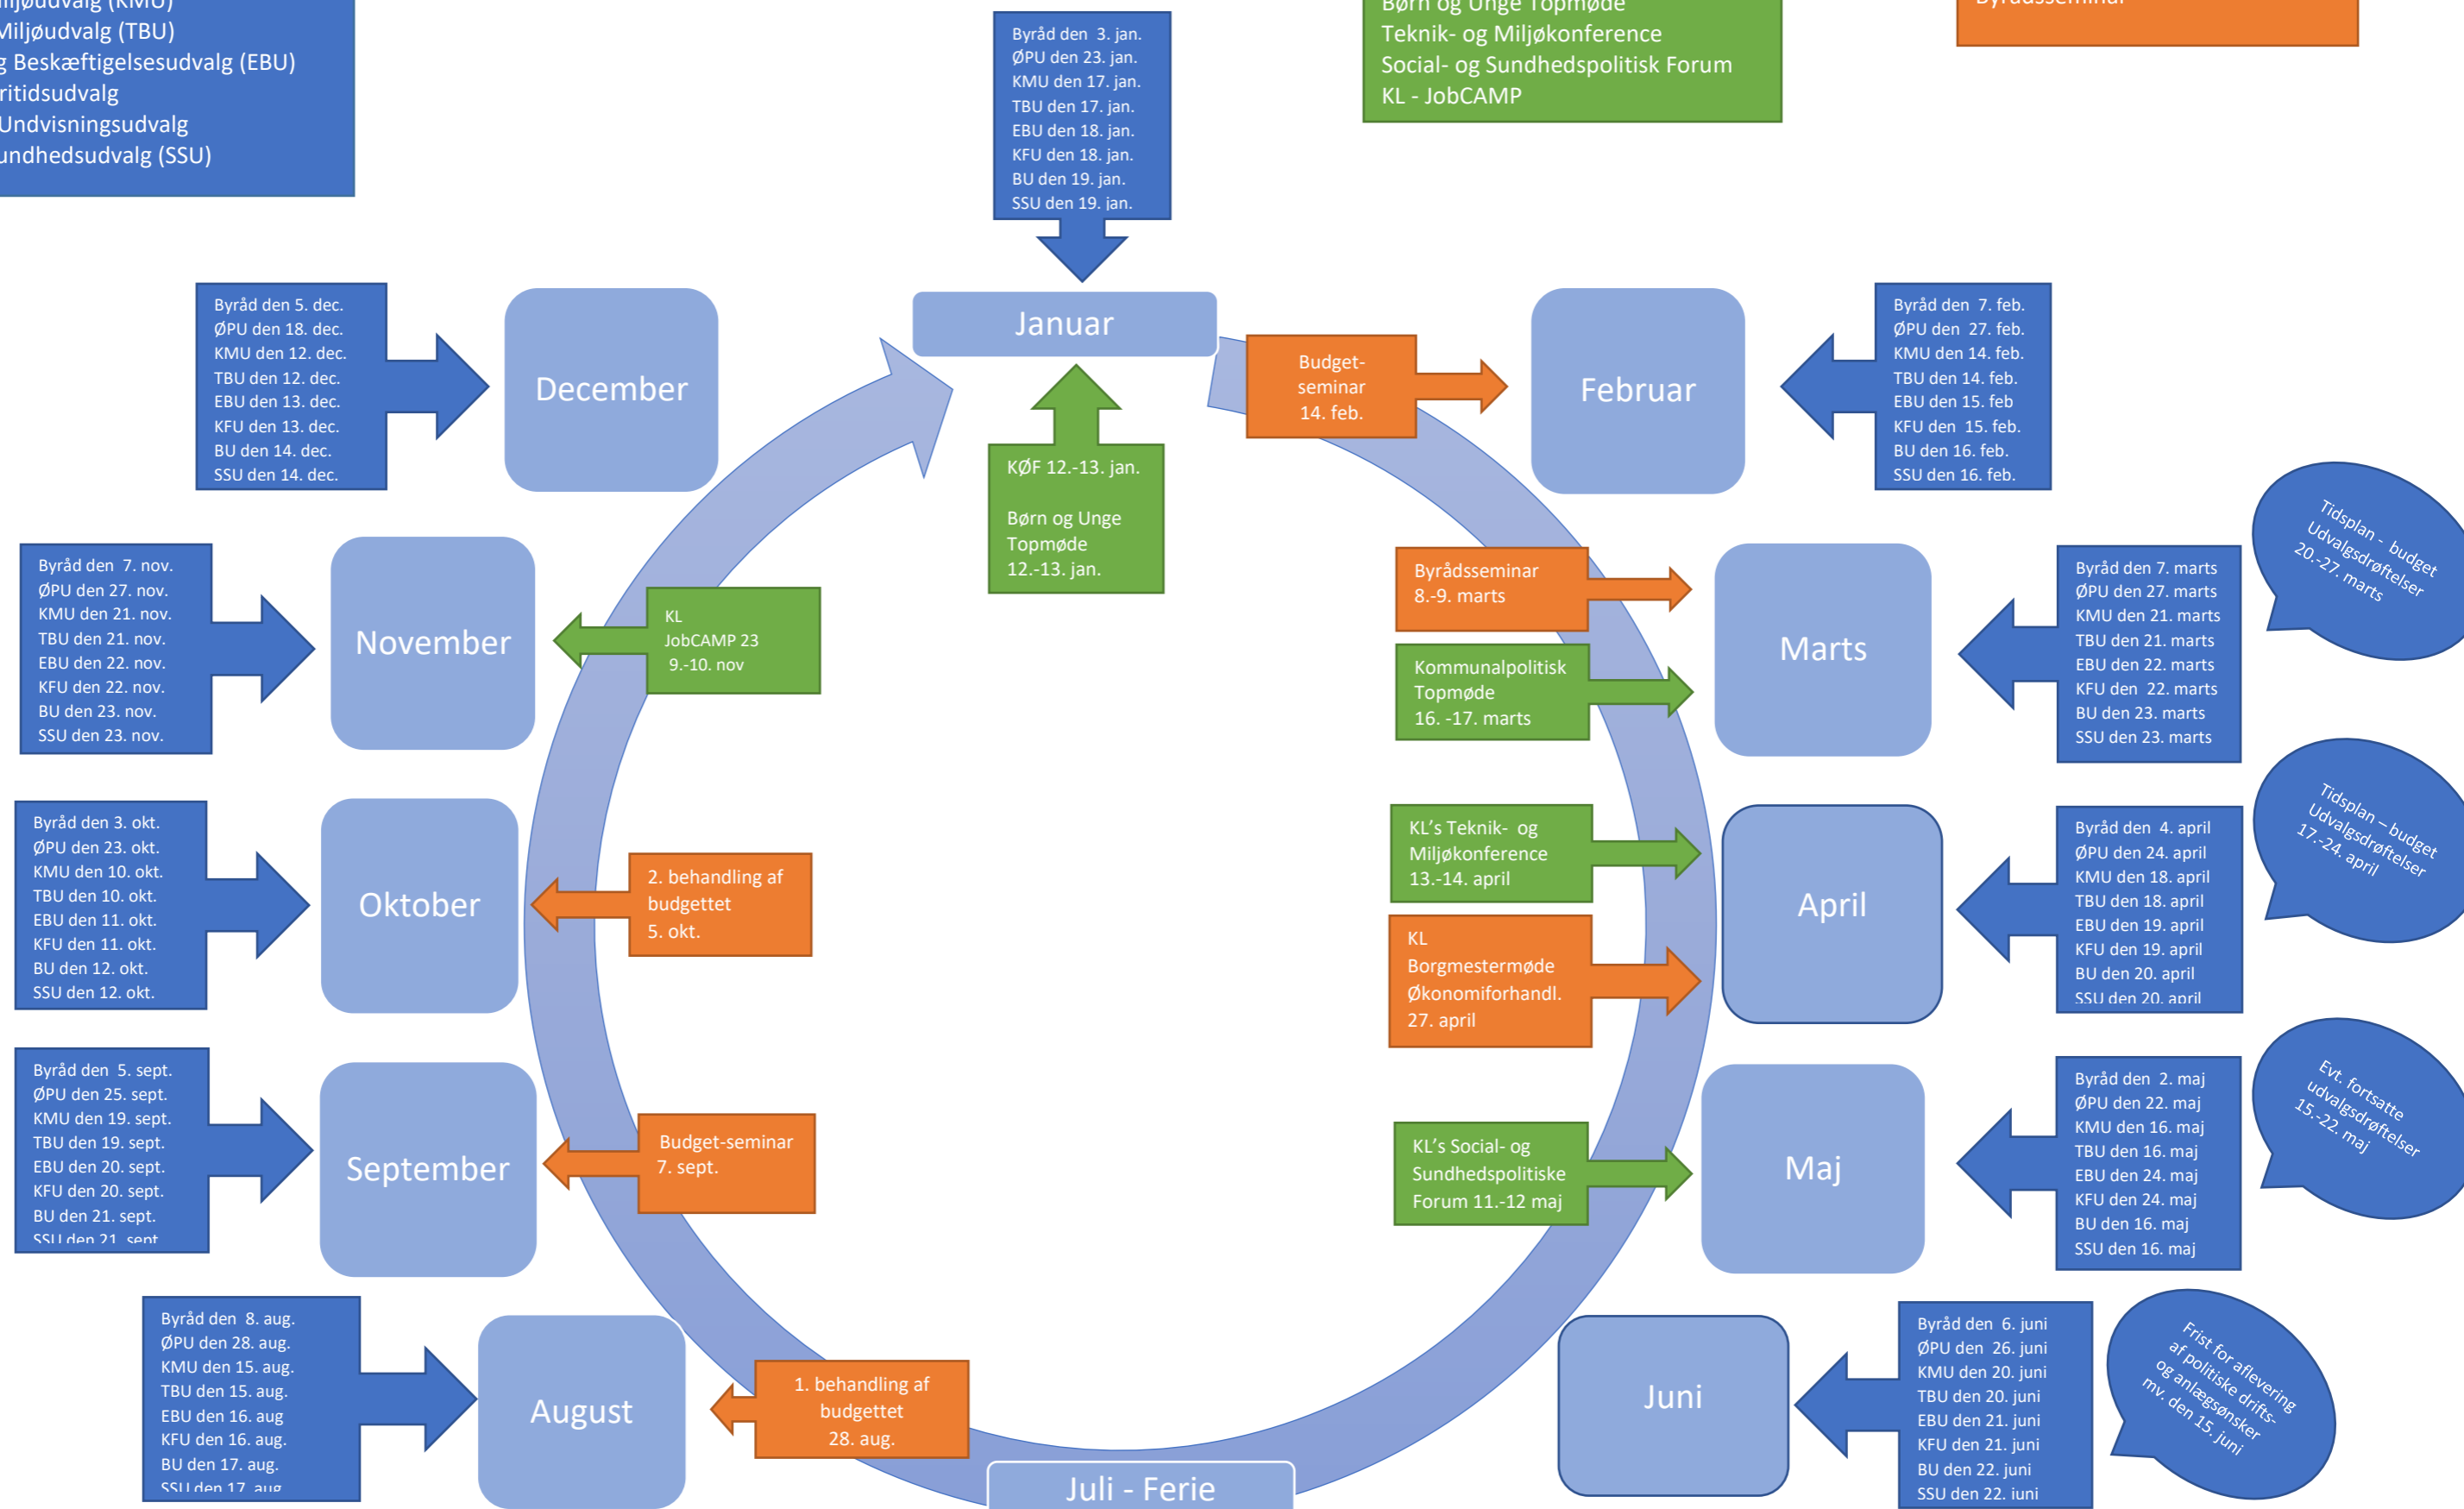 Miljøudvalg (KMU)
Miljøudvalg (TBU)
g Beskæftigelsesudvalg (EBU)
ritidsudvalg
Undvisningsudvalg
undhedsudvalg (SSU)
Byråd den  3. jan.
ØPU den 23. jan.
KMU den 17. jan.
TBU den 17. jan.
EBU den 18. jan.
KFU den 18. jan.
BU den 19. jan.
SSU den 19. jan.
Børn og Unge Topmøde
Teknik- og Miljøkonference
Social- og Sundhedspolitisk Forum
KL - JobCAMP
Byrådsseminar
Januar
KØF 12.-13. jan.
Børn og Unge
Topmøde
12.-13. jan.
Budget-
seminar
14. feb.
Februar
Byråd den  7. feb.
ØPU den  27. feb.
KMU den 14. feb.
TBU den 14. feb.
EBU den 15. feb
KFU den  15. feb.
BU den 16. feb.
SSU den 16. feb.
Byrådsseminar
8.-9. marts
Kommunalpolitisk
Topmøde
16. -17. marts
Marts
Byråd den 7. marts
ØPU den 27. marts
KMU den 21. marts
TBU den 21. marts
EBU den 22. marts
KFU den  22. marts
BU den 23. marts
SSU den 23. marts
Tidsplan -  budget
Udvalgsdrøftelser
20.-27. marts
KL's Teknik-  og
Miljøkonference
13.-14. april
KL
Borgmestermøde
Økonomiforhandl.
27. april
April
Byråd den  4. april
ØPU den 24. april
KMU den 18. april
TBU den 18. april
EBU den 19. april
KFU den 19. april
BU den 20. april
SSU den 20. april
Tidsplan – budget
Udvalgsdrøftelser
17.-24. april
KL's Social- og
Sundhedspolitiske
Forum 11.-12 maj
Maj
Byråd den  2. maj
ØPU den 22. maj
KMU den 16. maj
TBU den 16. maj
EBU den 24. maj
KFU den 24. maj
BU den 16. maj
SSU den 16. maj
Evt. fortsatte
udvalgsdrøftelser
15.-22. maj
Juni
Byråd den  6. juni
ØPU den  26. juni
KMU den 20. juni
TBU den 20. juni
EBU den 21. juni
KFU den 21. juni
BU den 22. juni
SSU den 22. juni
Frist for aflevering
af politiske drifts-
og anlægsønsker
mv. den 15. juni
Juli - Ferie
1. behandling af
budgettet
28. aug.
August
Byråd den  8. aug.
ØPU den 28. aug.
KMU den 15. aug.
TBU den 15. aug.
EBU den 16. aug
KFU den 16. aug.
BU den 17. aug.
SSU den 17. aug
Budget-seminar
7. sept.
September
Byråd den  5. sept.
ØPU den 25. sept.
KMU den 19. sept.
TBU den 19. sept.
EBU den 20. sept.
KFU den 20. sept.
BU den 21. sept.
SSU den 21. sept
2. behandling af
budgettet
5. okt.
Oktober
Byråd den 3. okt.
ØPU den 23. okt.
KMU den 10. okt.
TBU den 10. okt.
EBU den 11. okt.
KFU den 11. okt.
BU den 12. okt.
SSU den 12. okt.
KL
JobCAMP 23
9.-10. nov
November
Byråd den  7. nov.
ØPU den 27. nov.
KMU den 21. nov.
TBU den 21. nov.
EBU den 22. nov.
KFU den 22. nov.
BU den 23. nov.
SSU den 23. nov.
December
Byråd den 5. dec.
ØPU den 18. dec.
KMU den 12. dec.
TBU den 12. dec.
EBU den 13. dec.
KFU den 13. dec.
BU den 14. dec.
SSU den 14. dec.